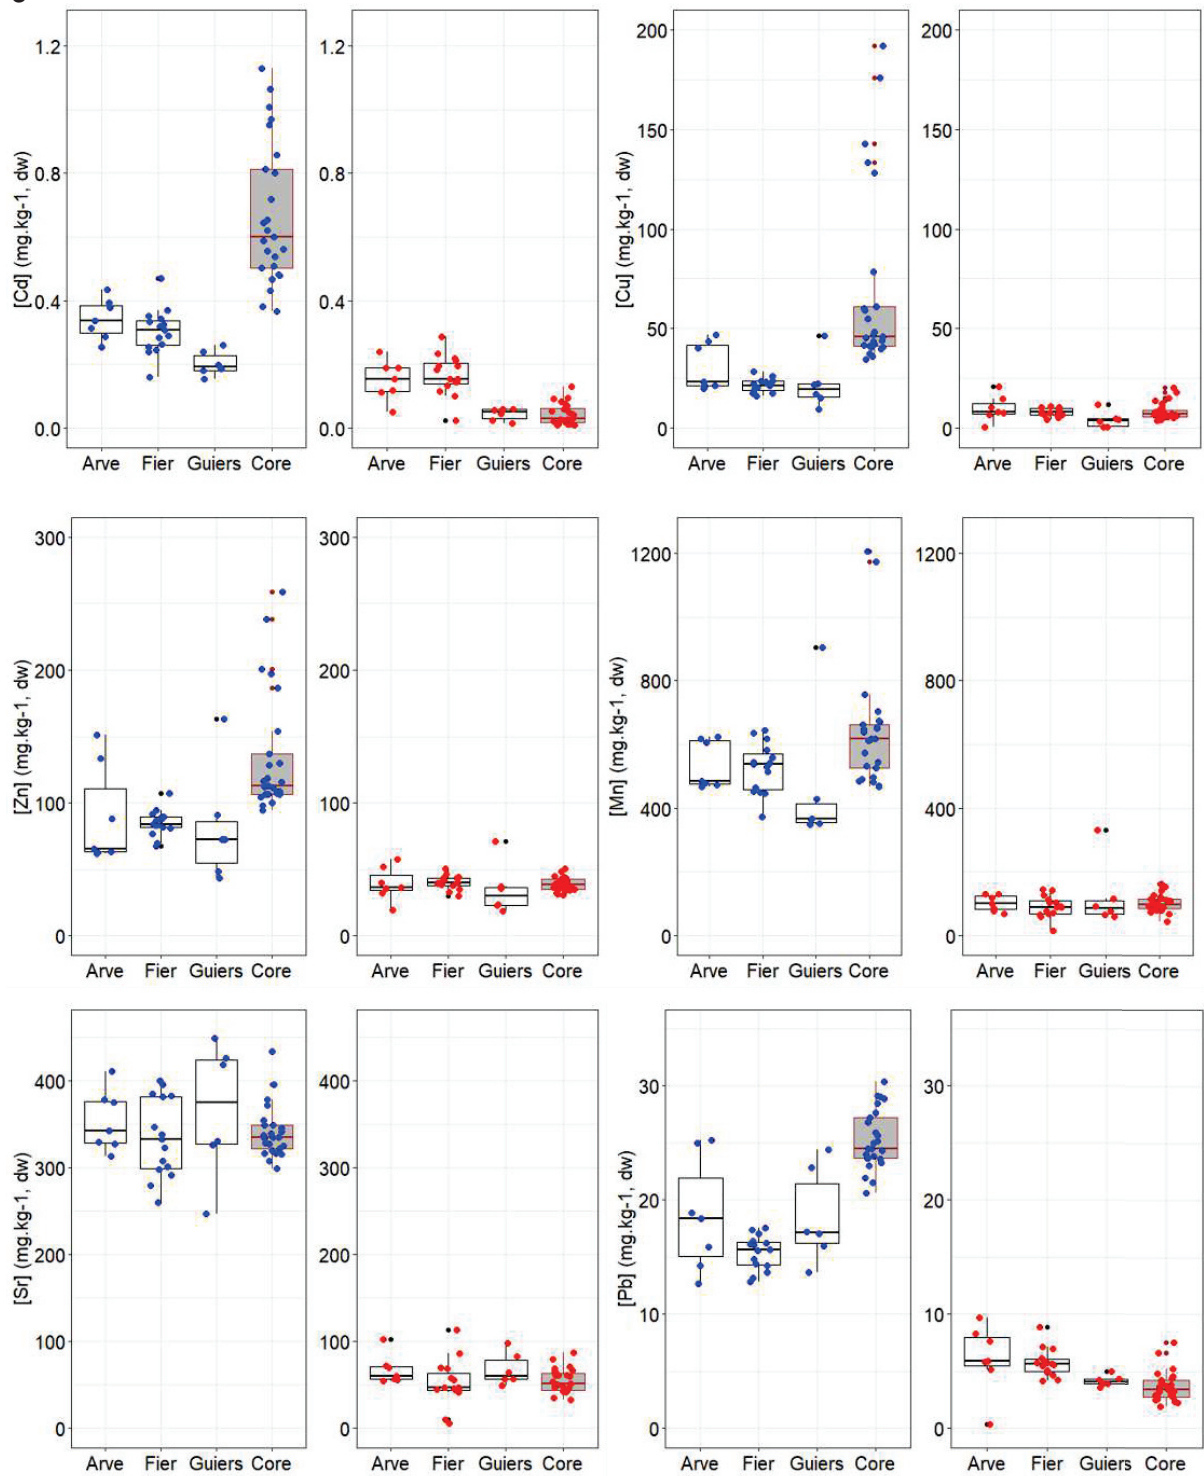 1.2
0.8
0.4
0.0
[Cd] (mg.kg-1, dw)
Arve Fier Guiers Core
1.2
0.8
0.4
0.0
Arve Fier Guiers Core
200
150
100
50
0
[Cu] (mg.kg-1, dw)
Arve Fier Guiers Core
200
150
100
50
0
Arve Fier Guiers Core
300
200
100
0
[Zn] (mg.kg-1, dw)
Arve Fier Guiers Core
300
200
100
0
Arve Fier Guiers Core
1200
800
400
0
[Mn] (mg.kg-1, dw)
Arve Fier Guiers Core
1200
800
400
0
Arve Fier Guiers Core
400
300
200
100
0
[Sr] (mg.kg-1, dw)
Arve Fier Guiers Core
400
300
200
100
0
Arve Fier Guiers Core
30
20
10
0
[Pb] (mg.kg-1, dw)
Arve Fier Guiers Core
30
20
10
0
Arve Fier Guiers Core